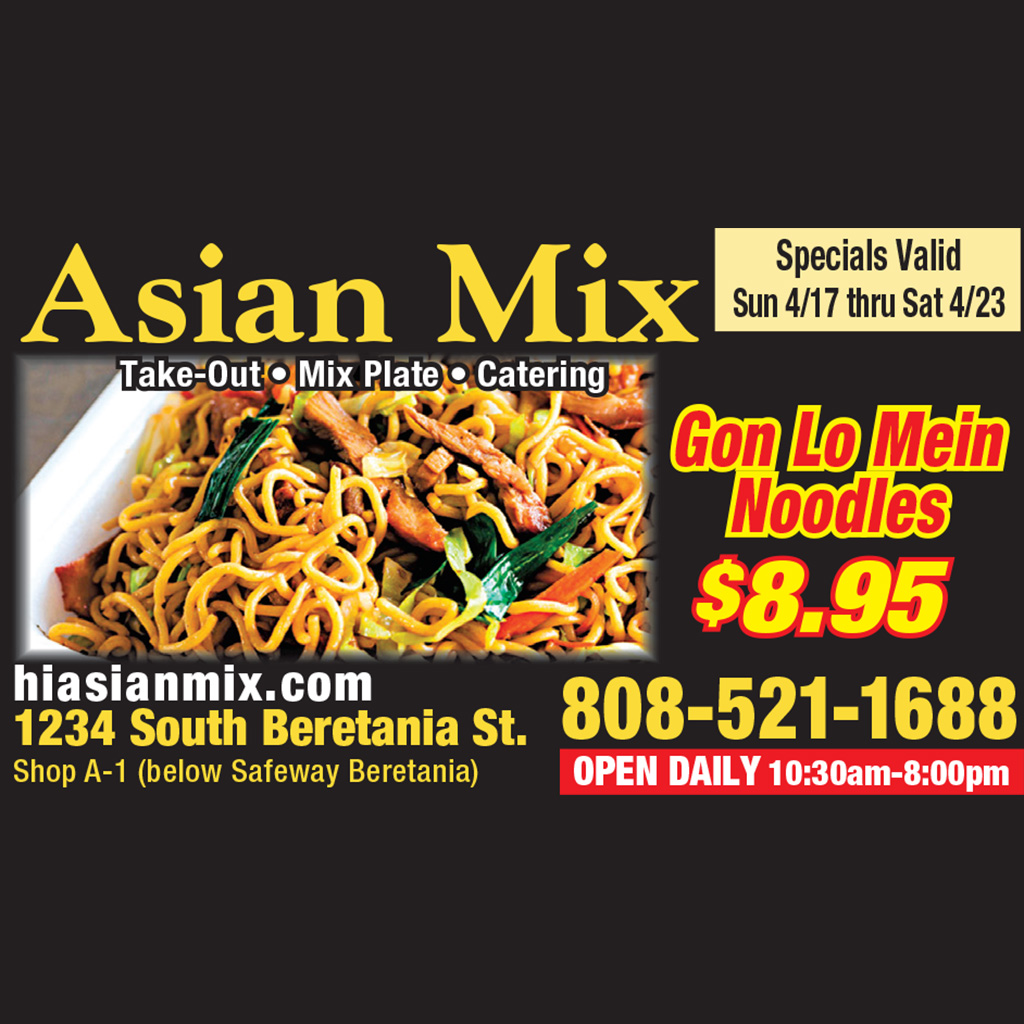 Asian Mix
Specials Valid
Sun 4/17 thru Sat 4/23
Take-Out • Mix Plate • Catering
Gon Lo Mein
Noodles
$8.95
hiasianmix.com
1234 South Beretania St.
Shop A-1 (below Safeway Beretania)
808-521-1688
OPEN DAILY 10:30am-8:00pm